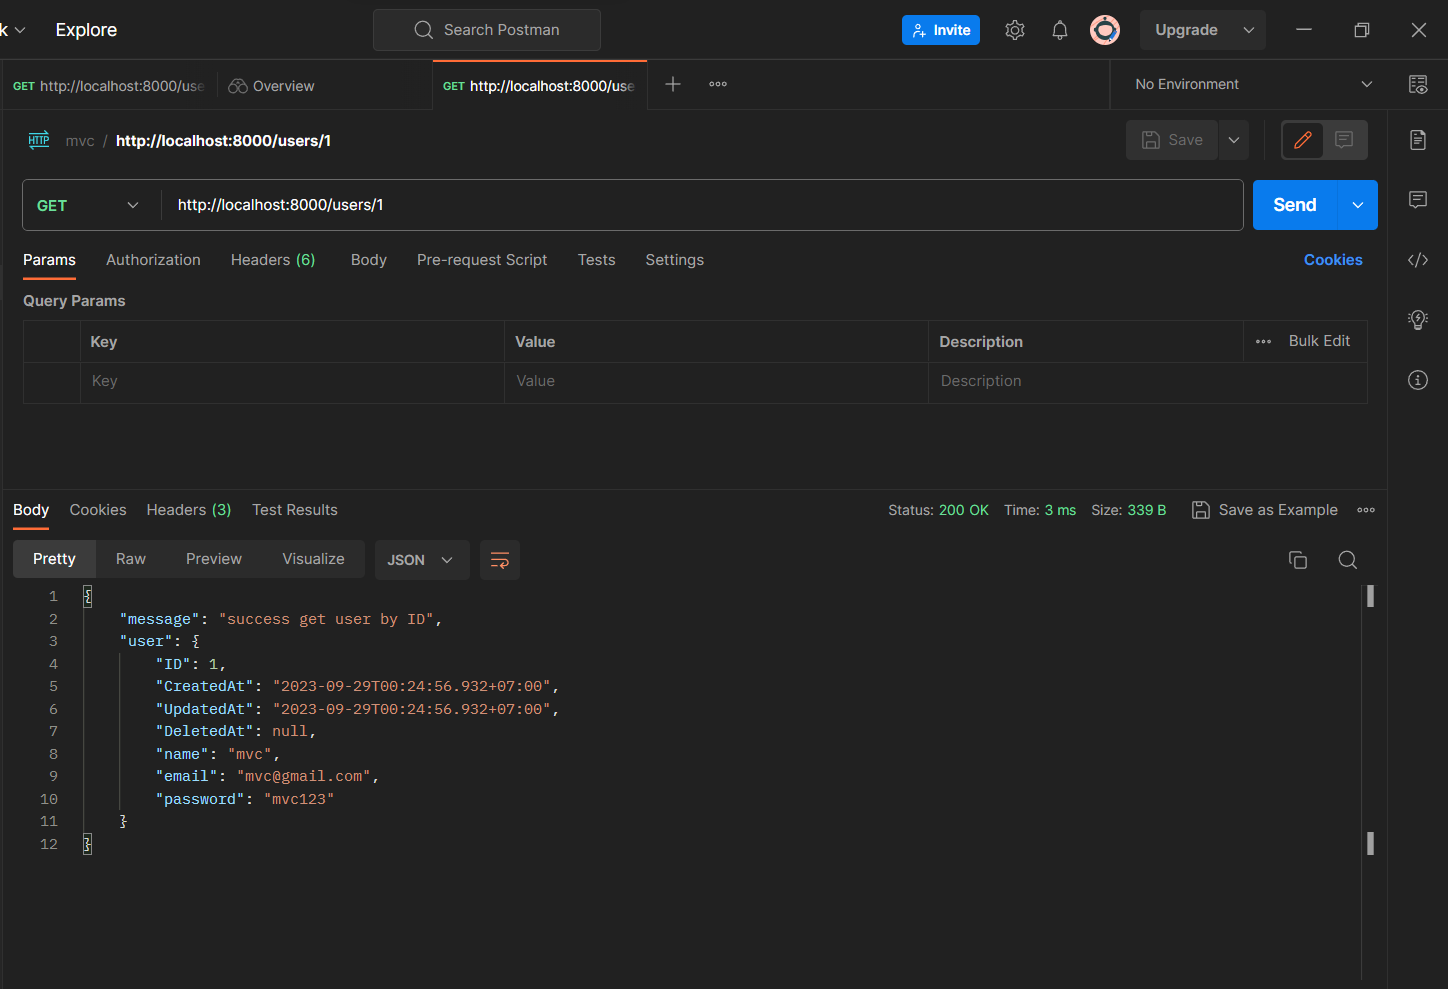 k Explore Search Postman Invite Upgrade
GET http://localhost:8000/use Overview GET http://localhost:8000/use No Environment
HTTP mvc / http://localhost:8000/users/1 Save
GET http://localhost:8000/users/1 Send
Params Authorization Headers (6) Body Pre-request Script Tests Settings Cookies
Query Params
Key Value Description Bulk Edit
Key Value Description
Body Cookies Headers (3) Test Results Status: 200 OK Time: 3 ms Size: 339 B Save as Example
Pretty Raw Preview Visualize JSON
1 {
2 "message": "success get user by ID",
3 "user": {
4 "ID": 1,
5 "CreatedAt": "2023-09-29T00:24:56.932+07:00",
6 "UpdatedAt": "2023-09-29T00:24:56.932+07:00",
7 "DeletedAt": null,
8 "name": "mvc",
9 "email": "mvc@gmail.com",
10 "password": "mvc123"
11 }
12 }